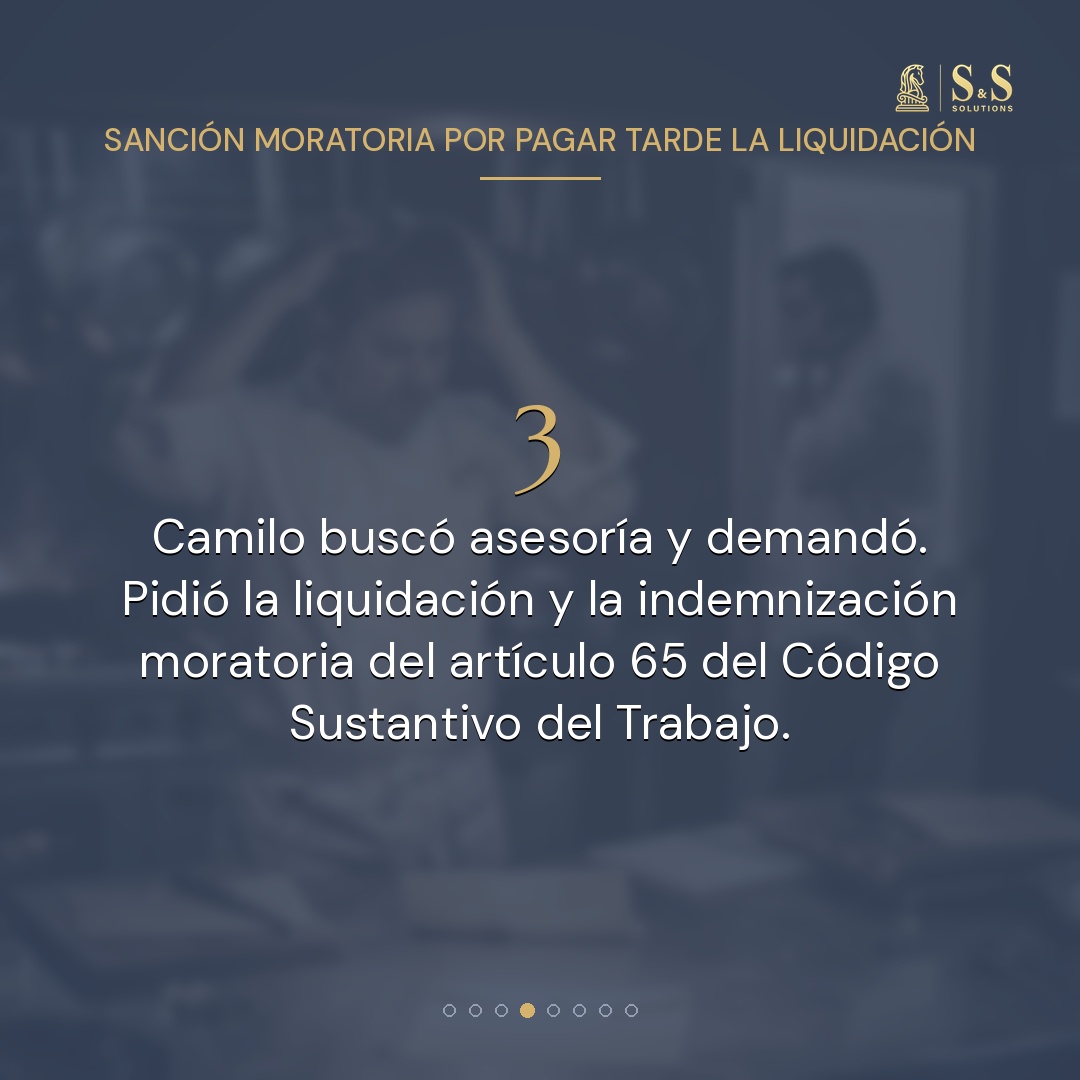 S&S
SOLUTIONS
SANCIÓN MORATORIA POR PAGAR TARDE LA LIQUIDACIÓN
3
Camilo buscó asesoría y demandó.
Pidió la liquidación y la indemnización
moratoria del artículo 65 del Código
Sustantivo del Trabajo.